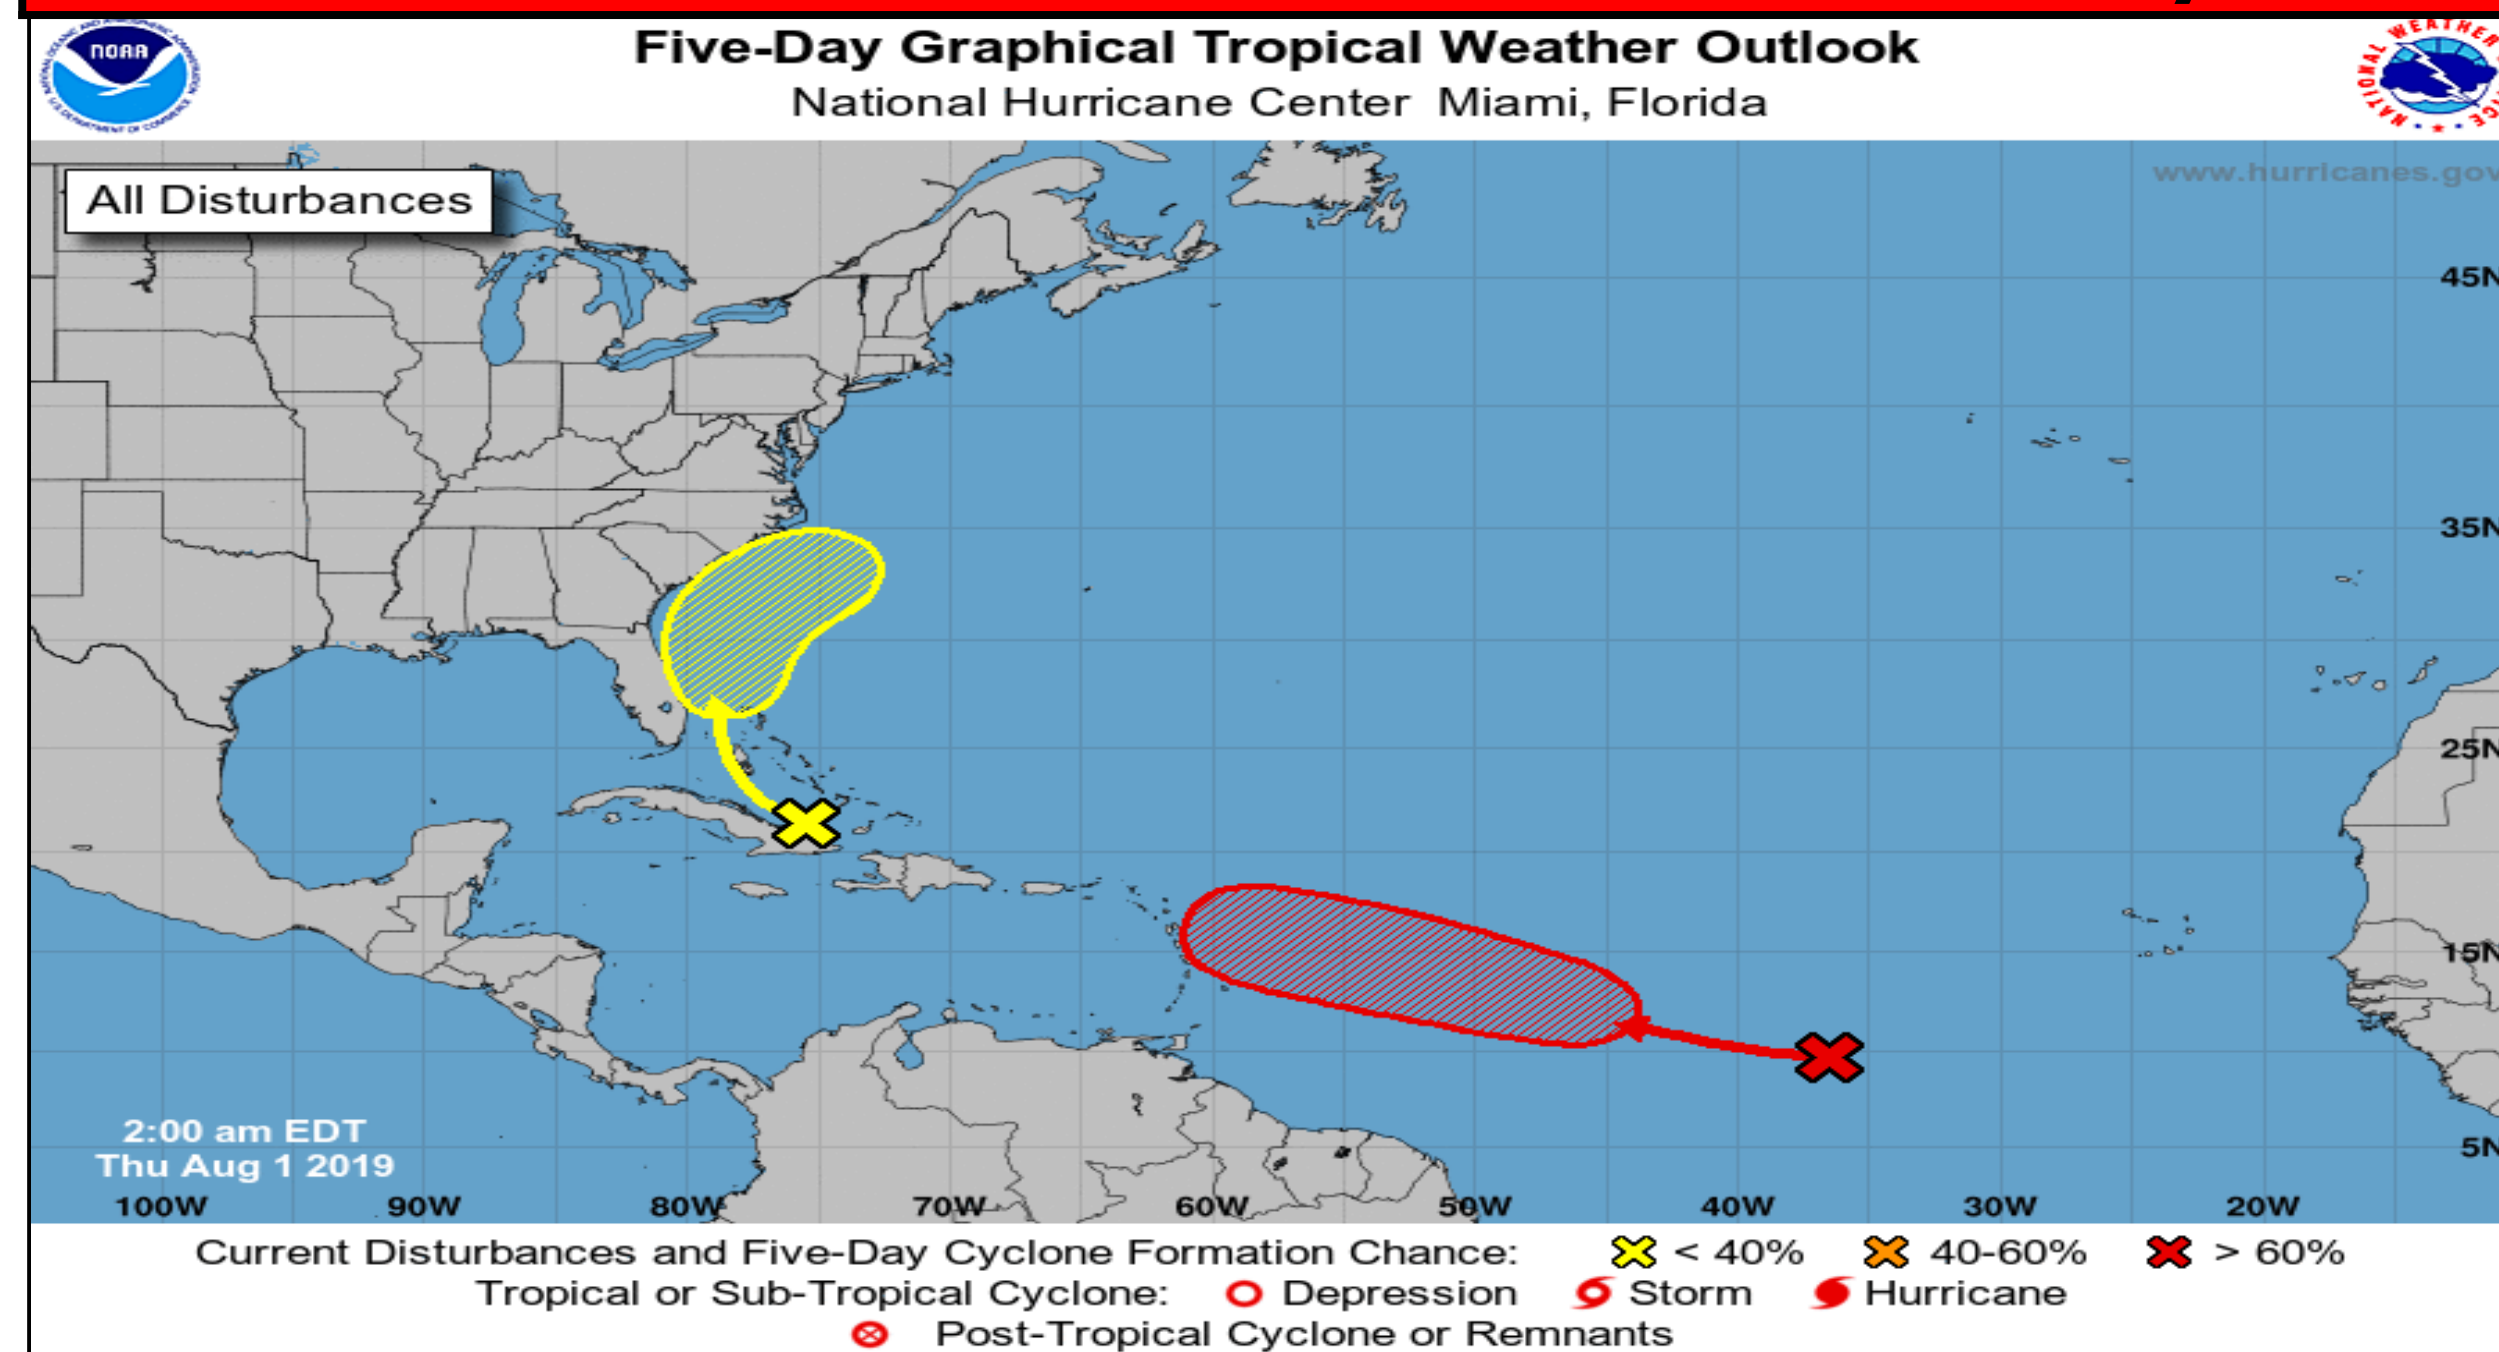 NOAA
Five-Day Graphical Tropical Weather Outlook
National Hurricane Center Miami, Florida
NATIONAL WEATHER
All Disturbances
www.hurricanes.gov
45N
35N
25N
15N
5N
2:00 am EDT
Thu Aug 1 2019
100W 90W 80W 70W 60W 50W 40W 30W 20W
Current Disturbances and Five-Day Cyclone Formation Chance: < 40% 40-60% > 60%
Tropical or Sub-Tropical Cyclone: Depression Storm Hurricane
Post-Tropical Cyclone or Remnants